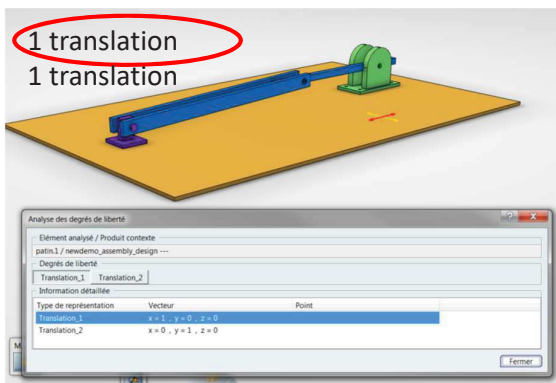 1 translation
1 translation
Analyse des degrés de liberté
Elément analysé / Produit contexte
patin.1 / newdemo_assembly_design ---
Degrés de liberté
Translation_1 Translation_2
Information détaillée
Type de représentation Vecteur Point
Translation_1 x = 1 , y = 0 , z = 0
Translation_2 x = 0 , y = 1 , z = 0
M
Fermer